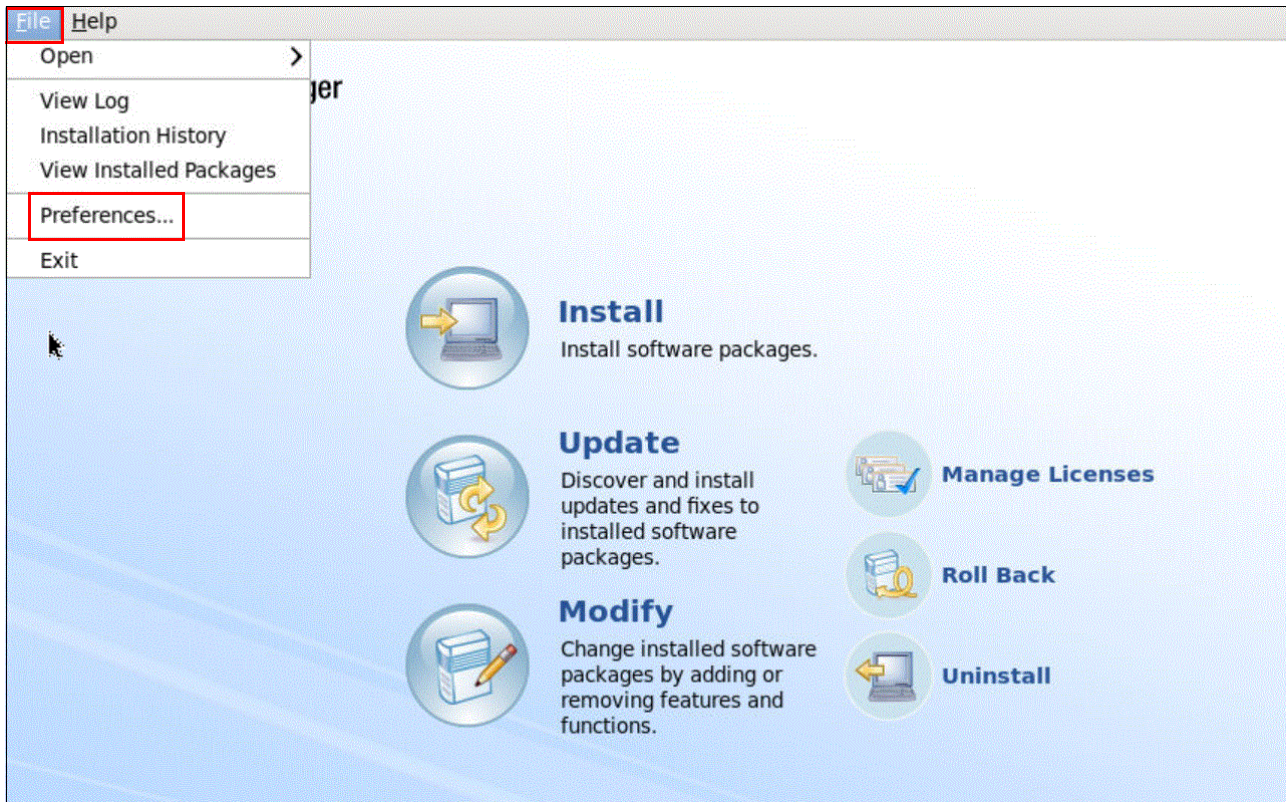 File Help
Open
View Log
Installation History
View Installed Packages
Preferences...
Exit
Install
Install software packages.
Update
Discover and install
updates and fixes to
installed software
packages.
Modify
Change installed software
packages by adding or
removing features and
functions.
Manage Licenses
Roll Back
Uninstall